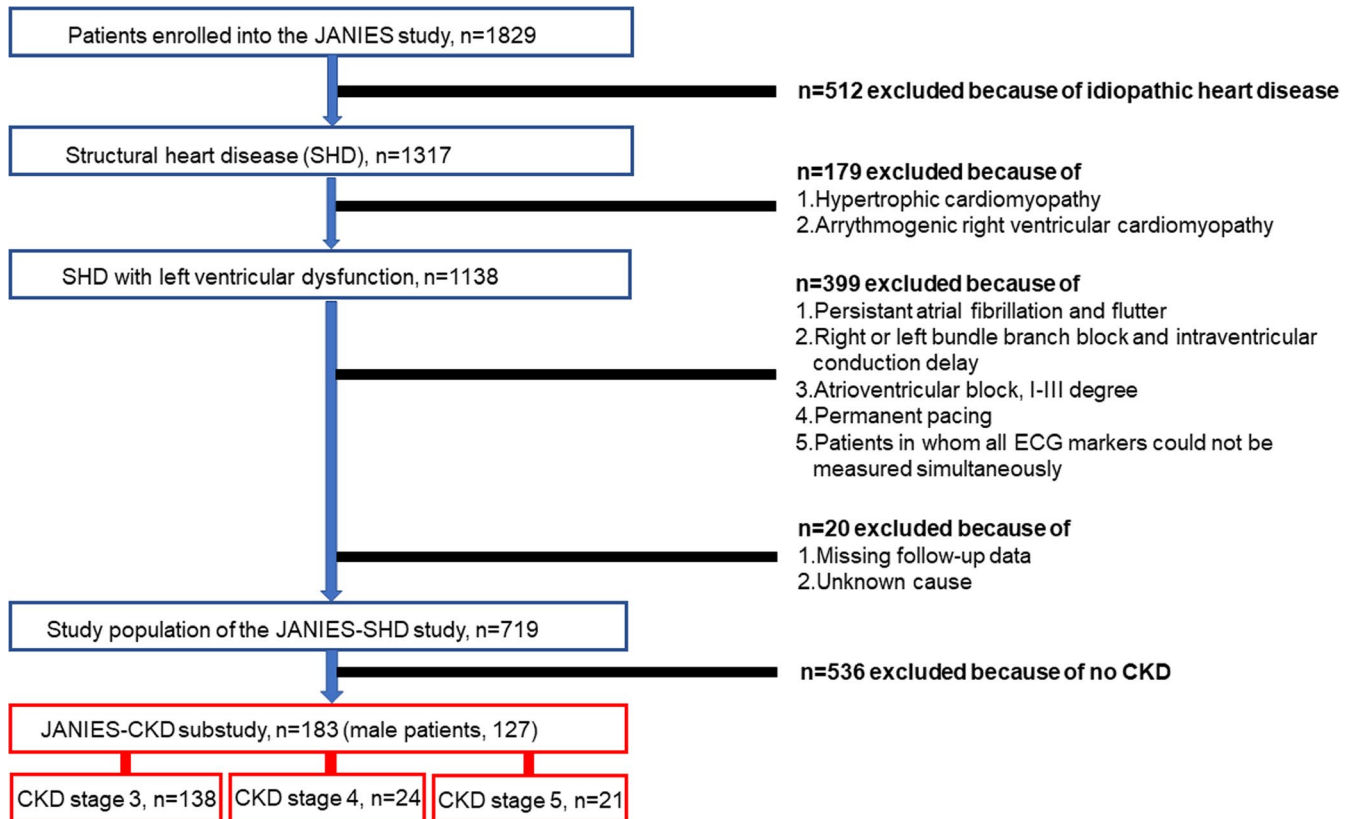 Patients enrolled into the JANIES study, n=1829
n=512 excluded because of idiopathic heart disease
Structural heart disease (SHD), n=1317
n=179 excluded because of
1.Hypertrophic cardiomyopathy
2.Arrythmogenic right ventricular cardiomyopathy
SHD with left ventricular dysfunction, n=1138
n=399 excluded because of
1.Persistant atrial fibrillation and flutter
2.Right or left bundle branch block and intraventricular
conduction delay
3.Atrioventricular block, I-III degree
4.Permanent pacing
5.Patients in whom all ECG markers could not be
measured simultaneously
n=20 excluded because of
1.Missing follow-up data
2.Unknown cause
Study population of the JANIES-SHD study, n=719
n=536 excluded because of no CKD
JANIES-CKD substudy, n=183 (male patients, 127)
CKD stage 3, n=138
CKD stage 4, n=24
CKD stage 5, n=21